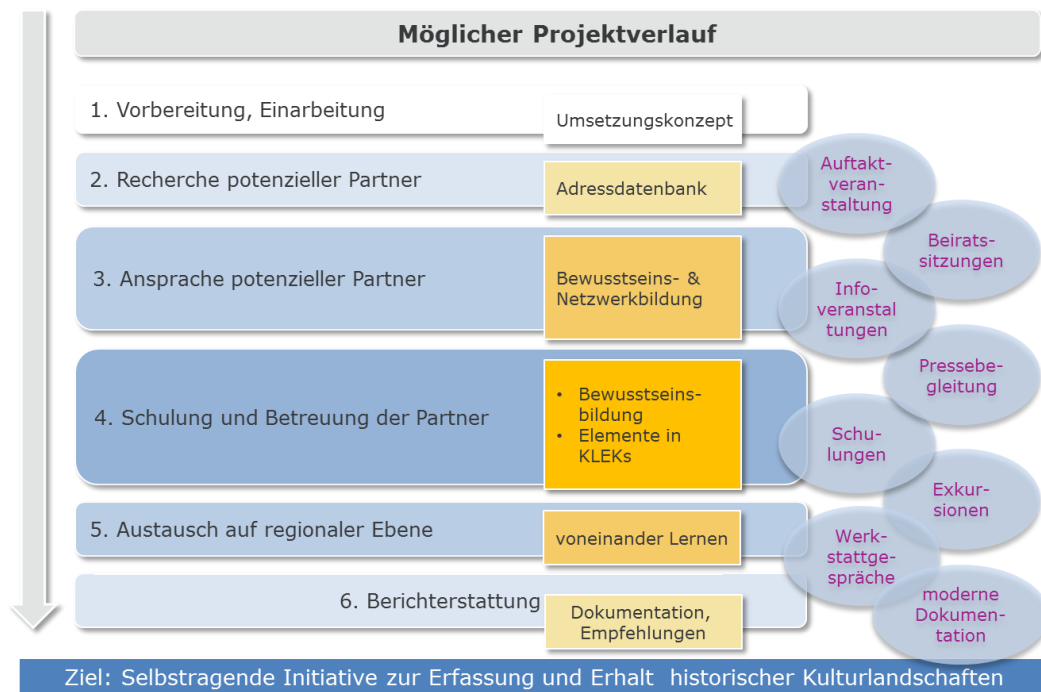 Möglicher Projektverlauf
1. Vorbereitung, Einarbeitung
Umsetzungskonzept
2. Recherche potenzieller Partner
Adressdatenbank
Auftakt-
veran-
staltung
Beirats-
sitzungen
3. Ansprache potenzieller Partner
Bewusstseins- &
Netzwerkbildung
Info-
veranstal
tungen
Pressebe-
gleitung
4. Schulung und Betreuung der Partner
• Bewusstseins-
bildung
• Elemente in
KLEKs
Schu-
lungen
Exkur-
sionen
5. Austausch auf regionaler Ebene
voneinander Lernen
Werk-
stattge-
spräche
6. Berichterstattung
Dokumentation,
Empfehlungen
moderne
Dokumen-
tation
Ziel: Selbstragende Initiative zur Erfassung und Erhalt  historischer Kulturlandschaften